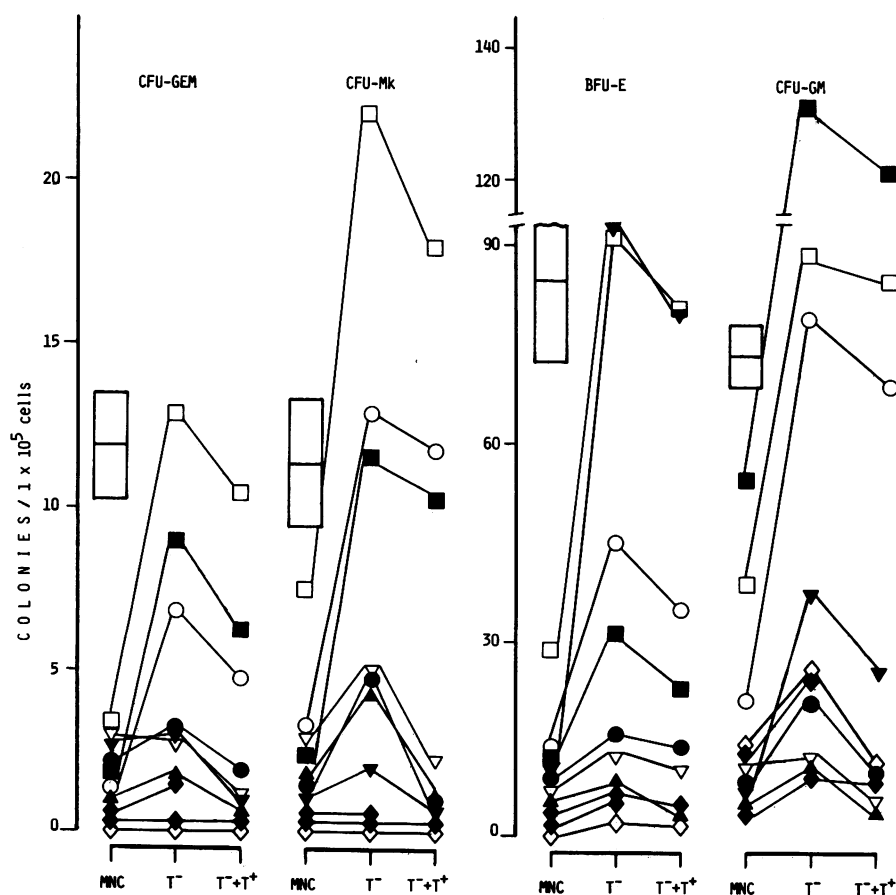 CFU-GEM
CFU-Mk
BFU-E
CFU-GM
COLONIES/1 x 10⁵ cells
20
15
10
5
0
140
120
90
60
30
0
MNC
T⁻
T⁻+T⁺
MNC
T⁻
T⁻+T⁺
MNC
T⁻
T⁻+T⁺
MNC
T⁻
T⁻+T⁺